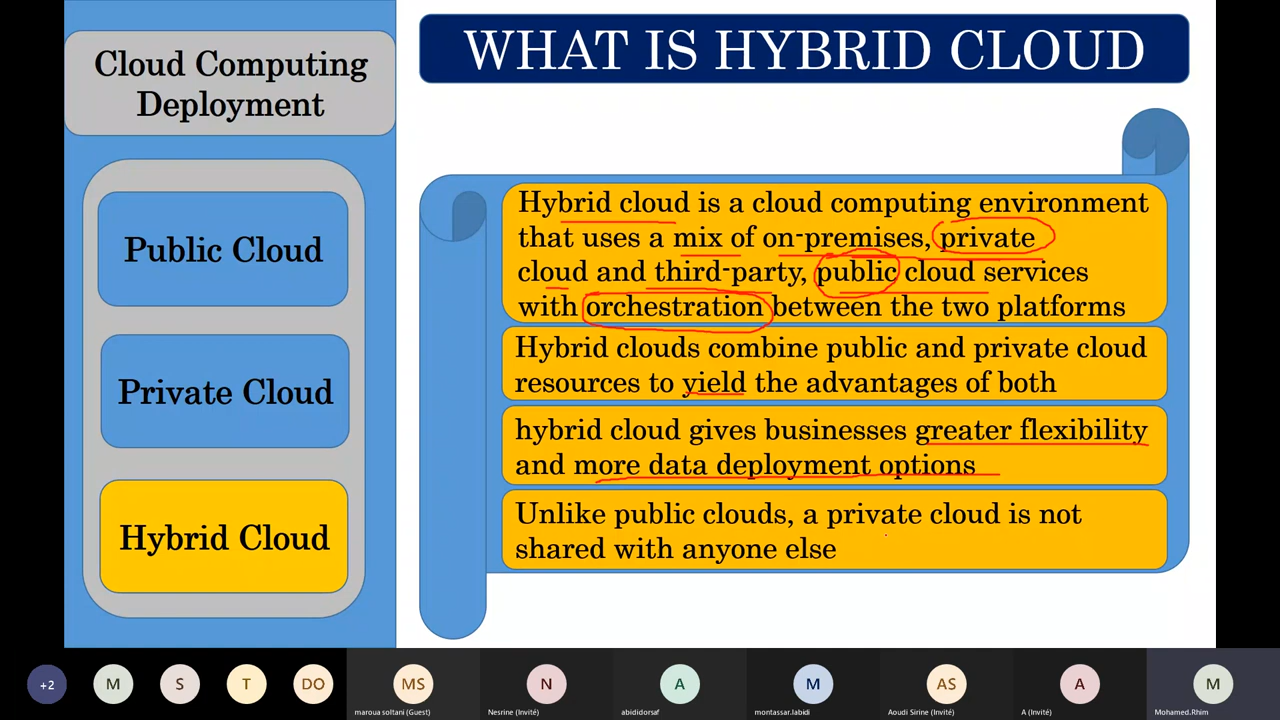 Cloud Computing
Deployment
Public Cloud
Private Cloud
Hybrid Cloud
WHAT IS HYBRID CLOUD
Hybrid cloud is a cloud computing environment
that uses a mix of on-premises, private
cloud and third-party, public cloud services
with orchestration between the two platforms
Hybrid clouds combine public and private cloud
resources to yield the advantages of both
hybrid cloud gives businesses greater flexibility
and more data deployment options
Unlike public clouds, a private cloud is not
shared with anyone else
+2
M
S
T
DO
MS
N
A
M
AS
A
M
maroua soltani (Guest)
Nesrine (Invité)
abididorsaf
montassar.labidi
Aoudi Sirine (Invité)
A (Invité)
Mohamed.Rhim